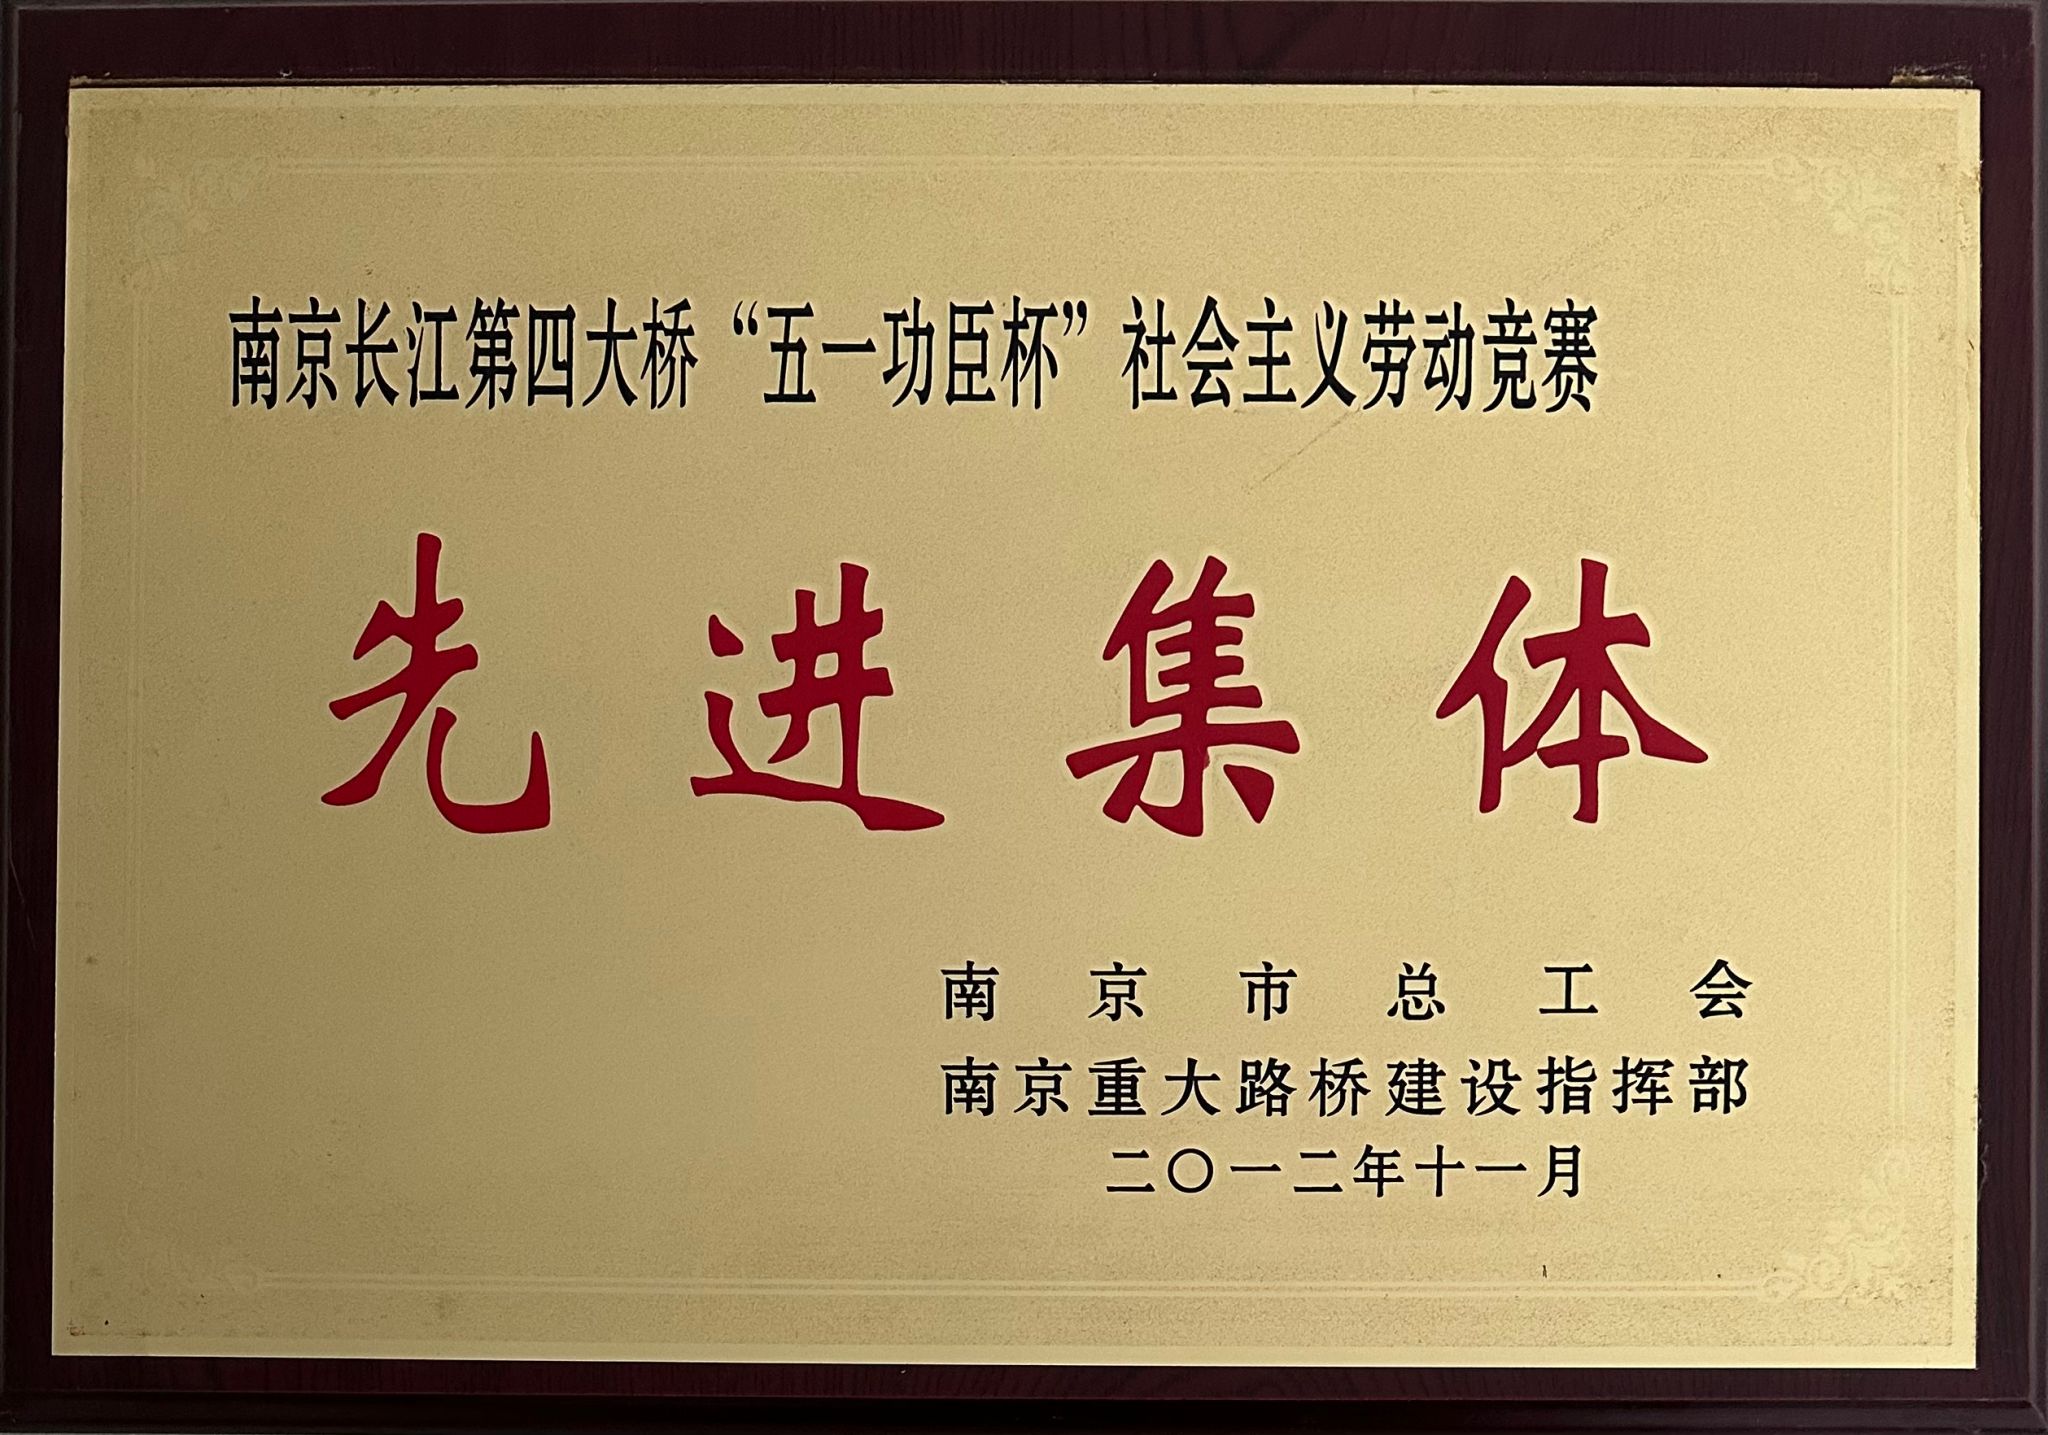 南京长江第四大桥“五一功臣杯”社会主义劳动竞赛
先进集体
南京市总工会
南京重大路桥建设指挥部
二〇一二年十一月